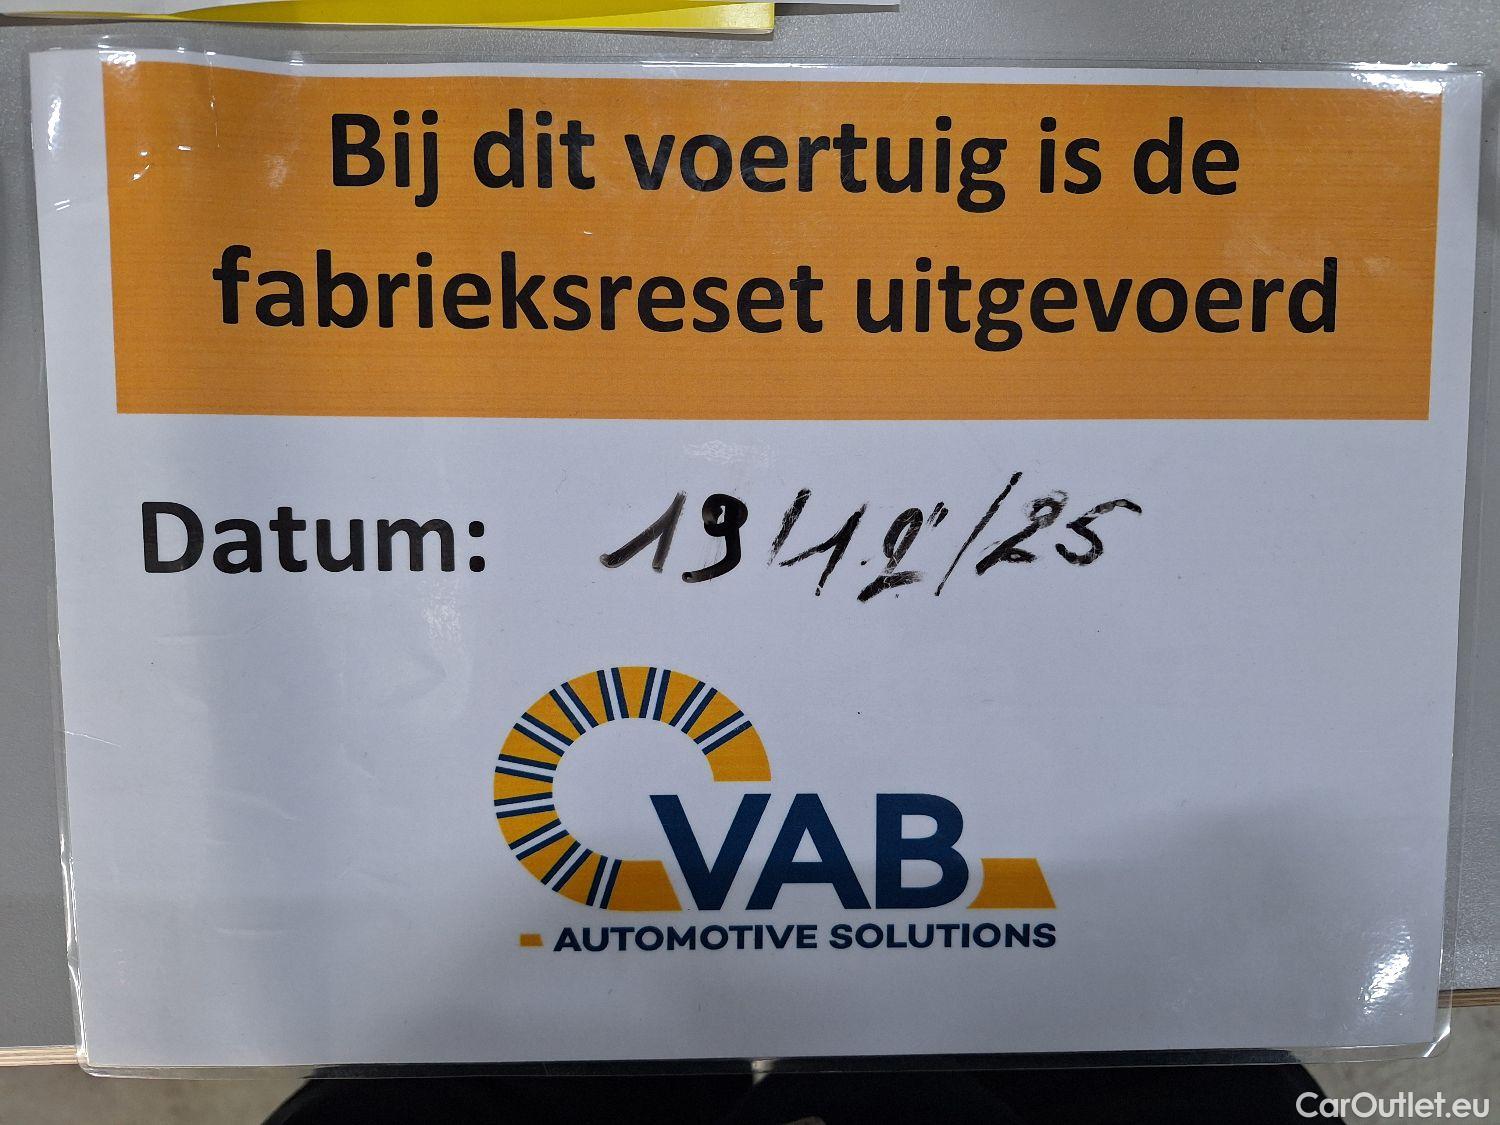 Bij dit voertuig is de
fabrieksreset uitgevoerd
Datum: 19/12/25
VAB
AUTOMOTIVE SOLUTIONS
CarOutlet.eu